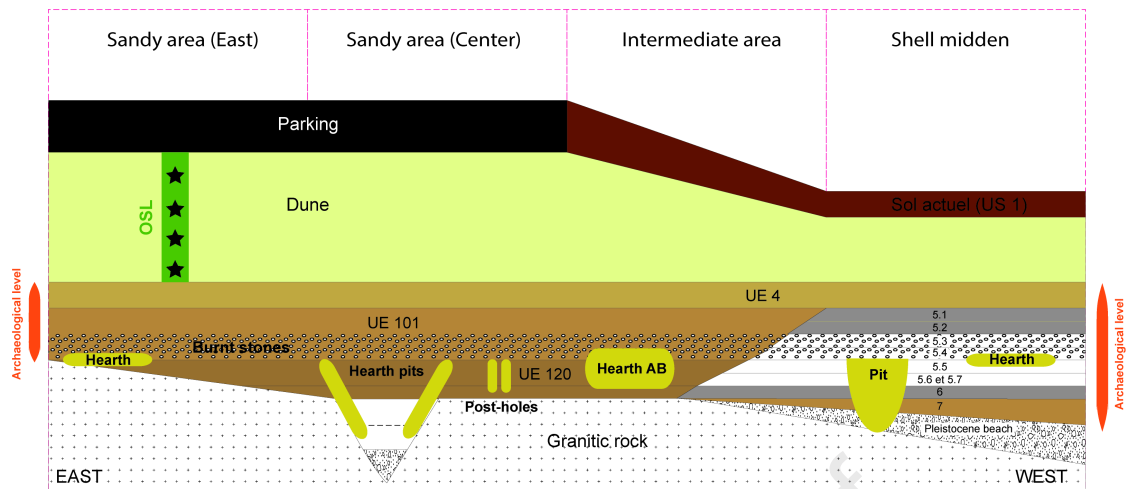 Sandy area (East)
Sandy area (Center)
Intermediate area
Shell midden
Parking
OSL
Dune
Sol actuel (US 1)
Archaeological level
UE 4
UE 101
Burnt stones
Hearth
Hearth pits
UE 120
Post-holes
Hearth AB
Granitic rock
5.1
5.2
5.3
5.4
5.5
5.6 et 5.7
6
7
Hearth
Pit
Pleistocene beach
Archaeological level
EAST
WEST